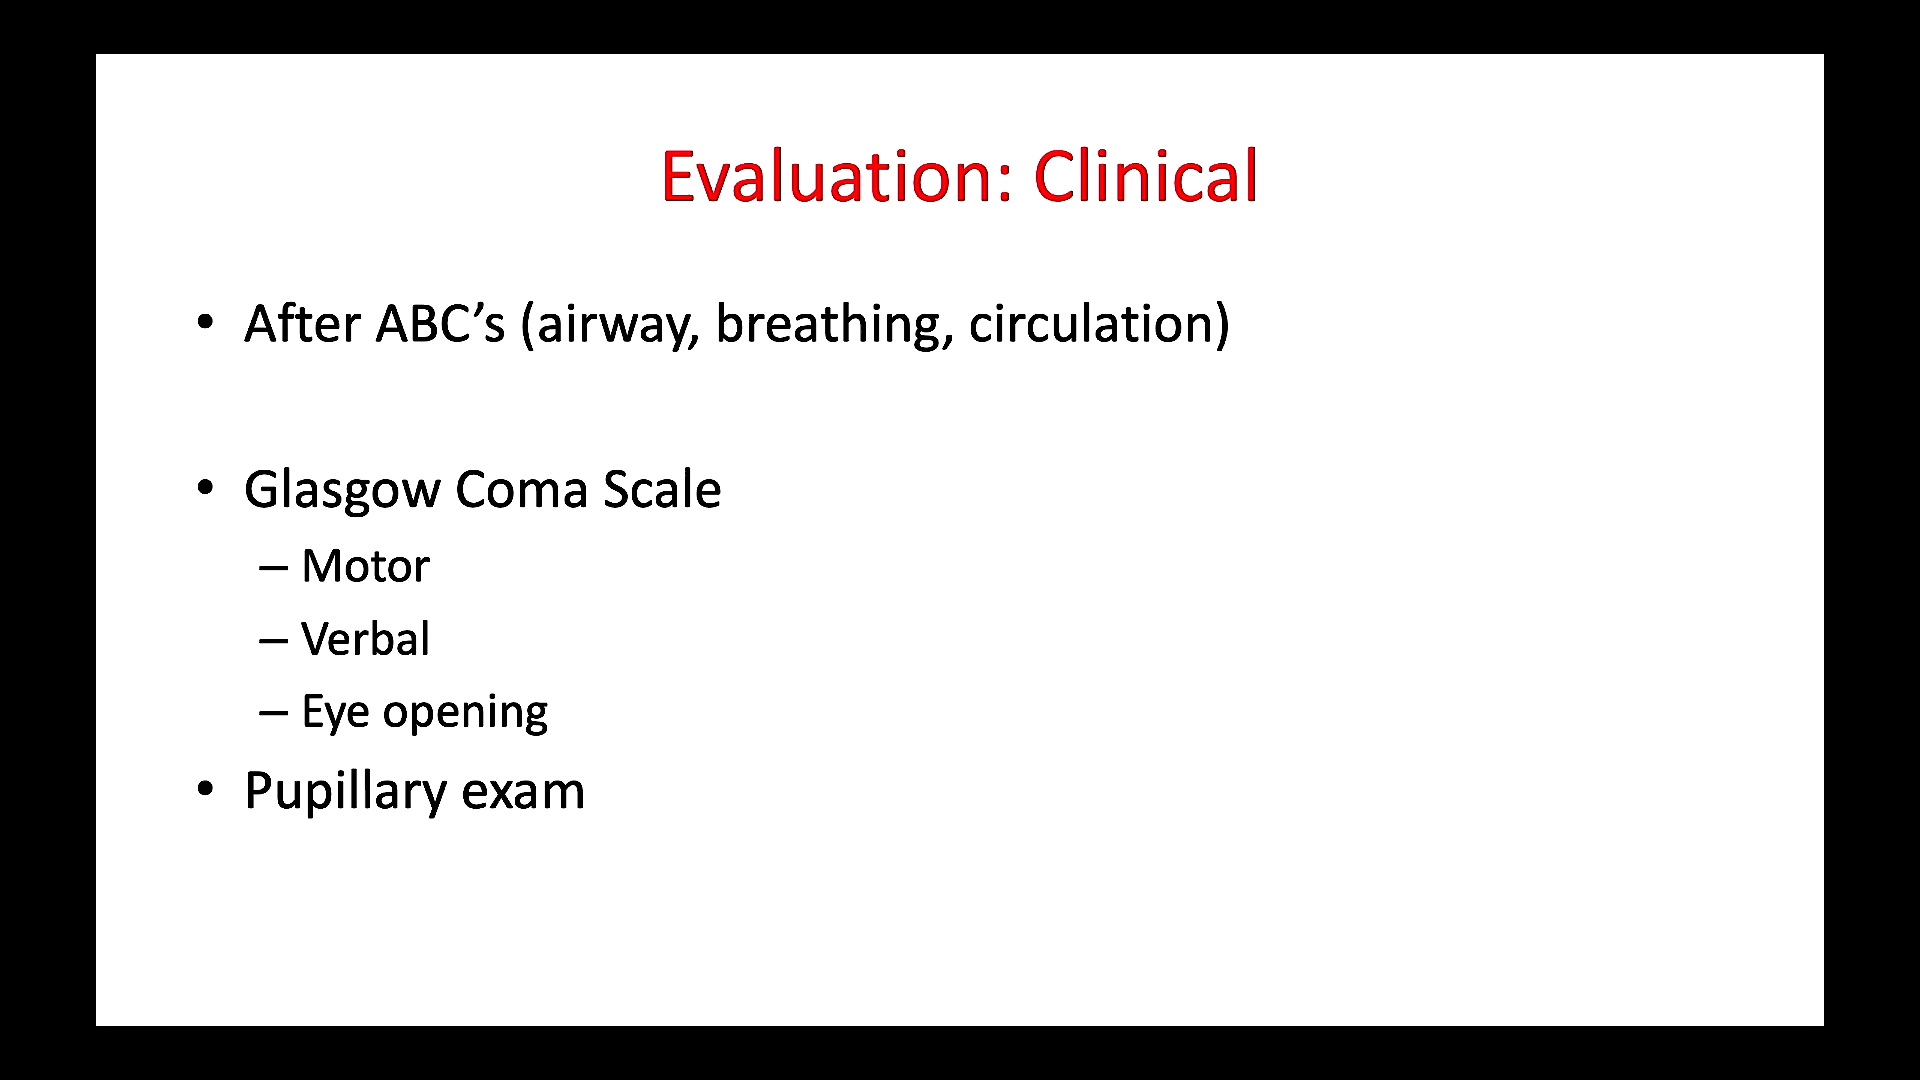 Evaluation: Clinical
• After ABC’s (airway, breathing, circulation)
• Glasgow Coma Scale
– Motor
– Verbal
– Eye opening
• Pupillary exam